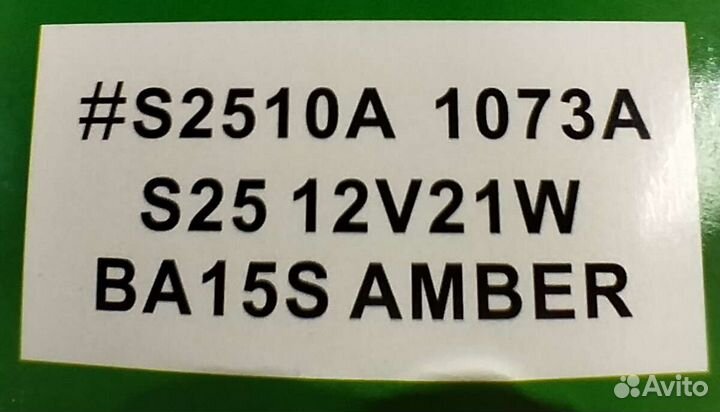 #S2510A 1073A
S25 12V21W
BA15S AMBER
Avito